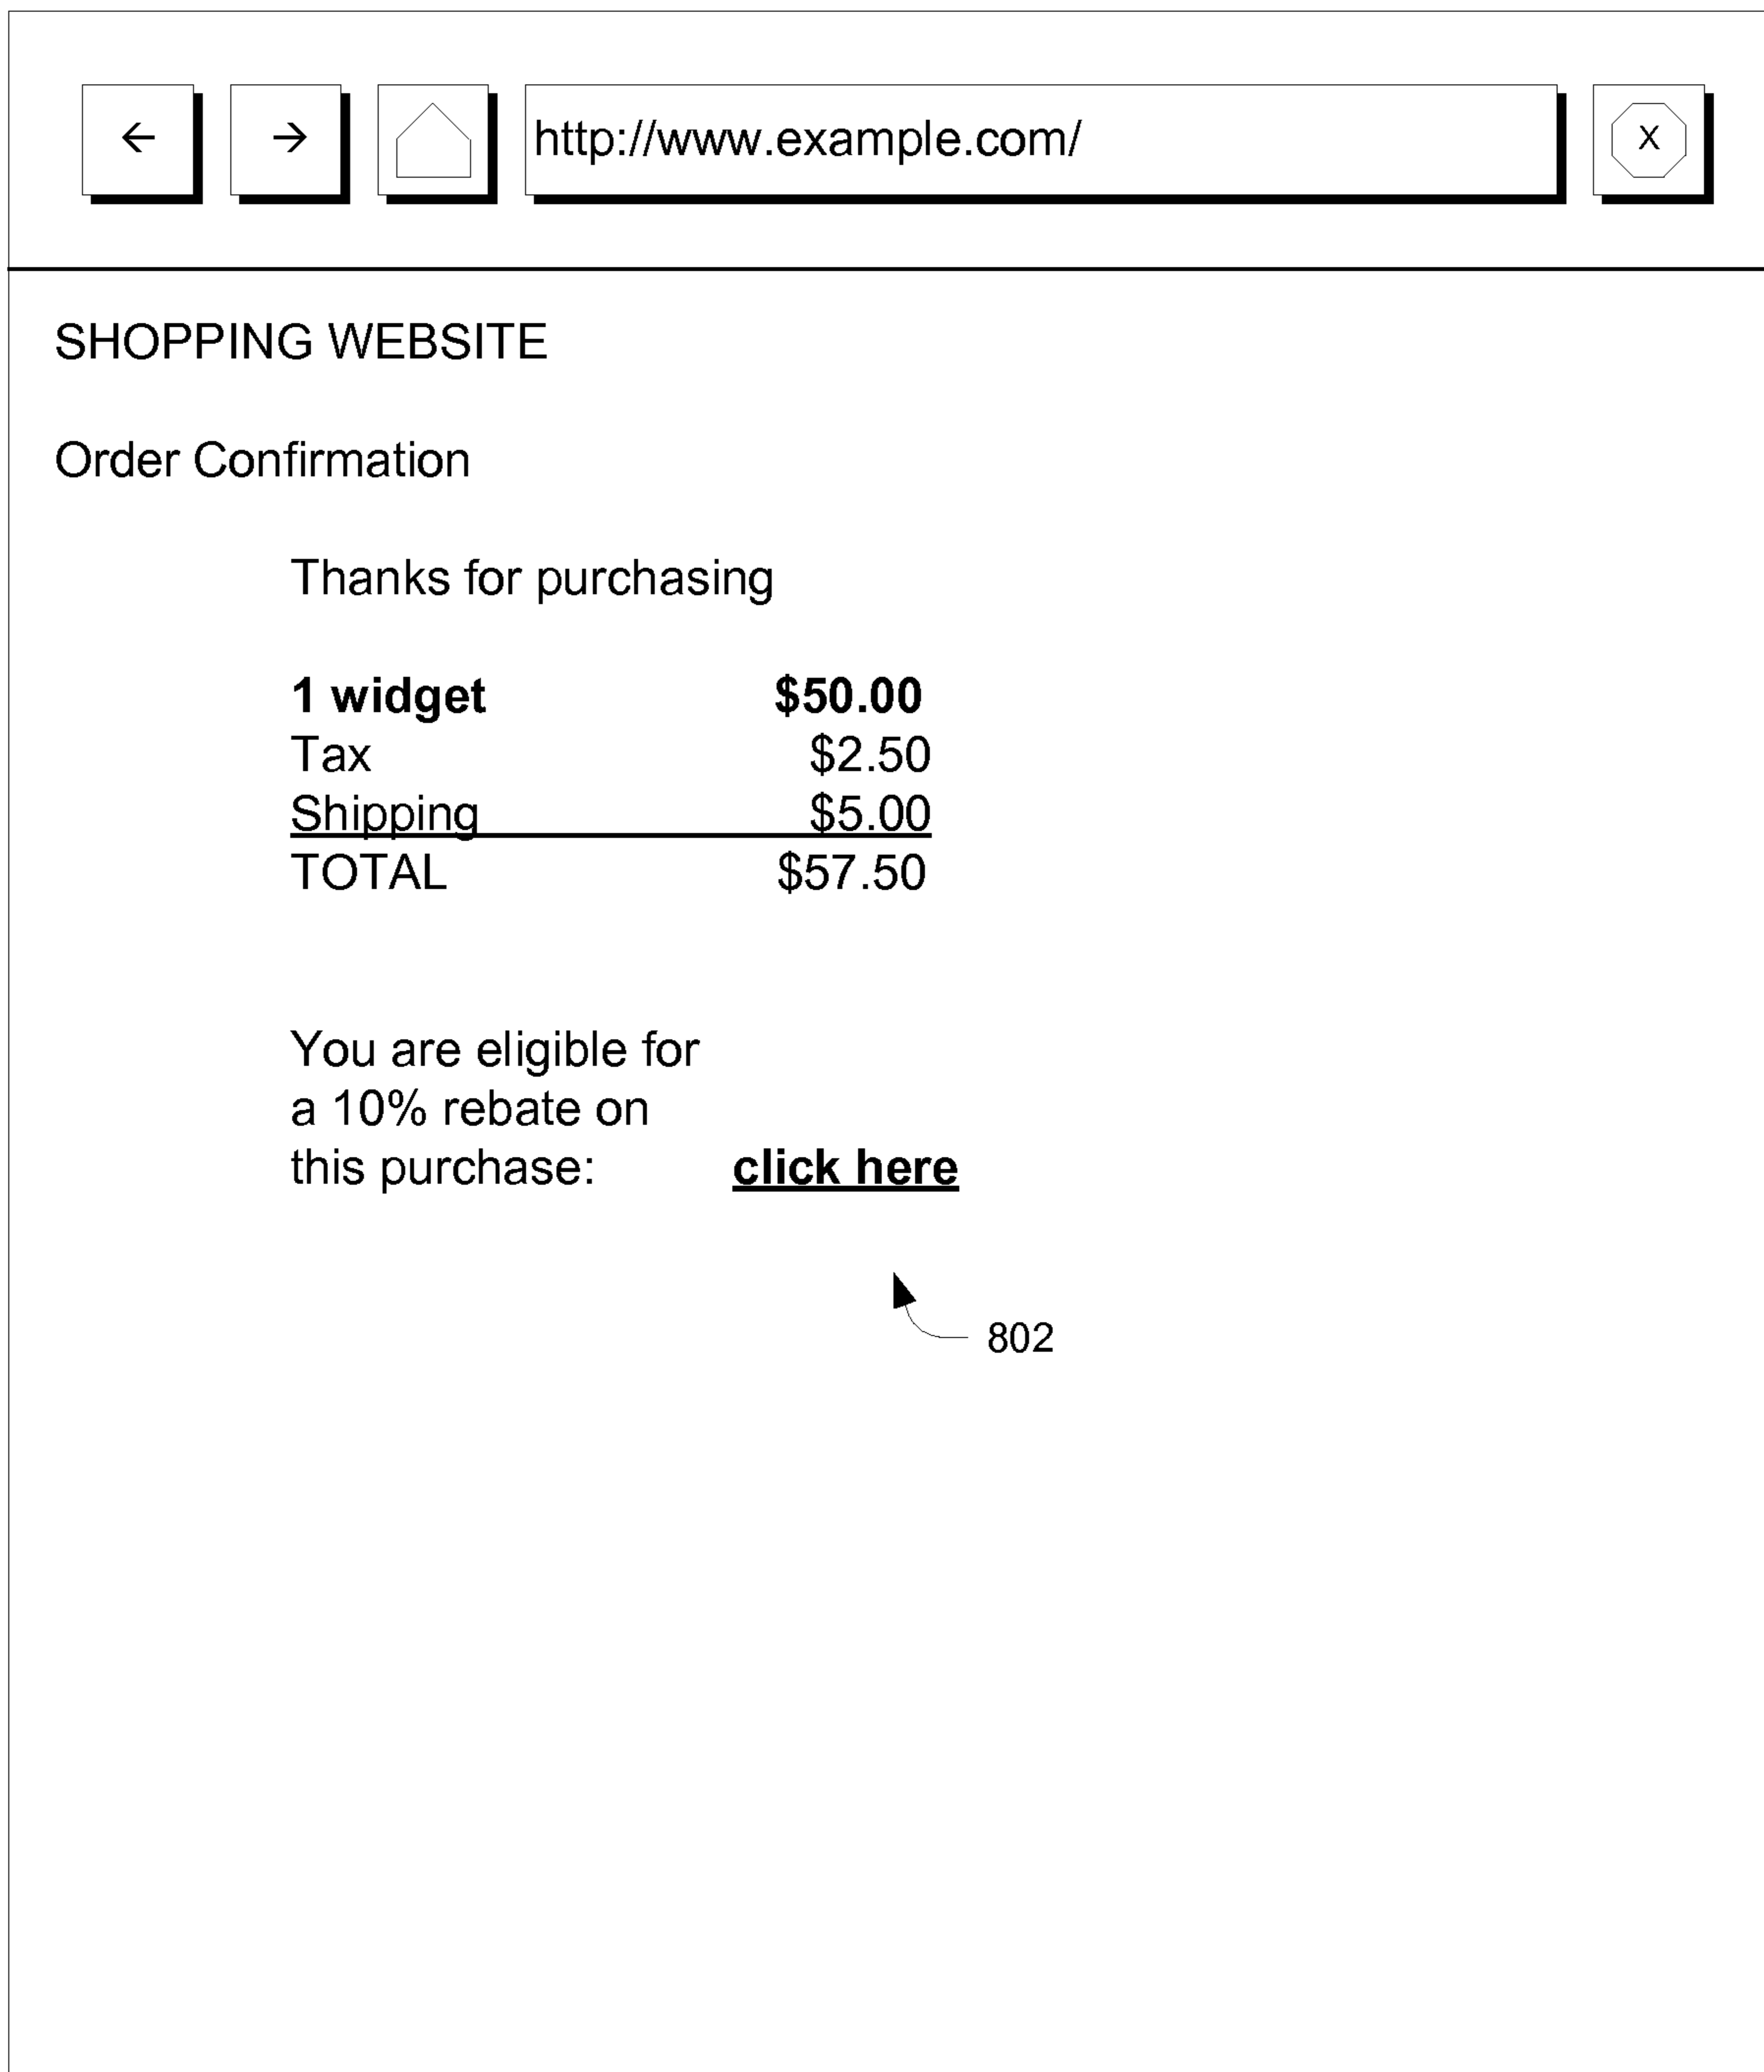 ← → http://www.example.com/ X
SHOPPING WEBSITE
Order Confirmation
Thanks for purchasing
1 widget $50.00
Tax $2.50
Shipping $5.00
TOTAL $57.50
You are eligible for
a 10% rebate on
this purchase: click here
802